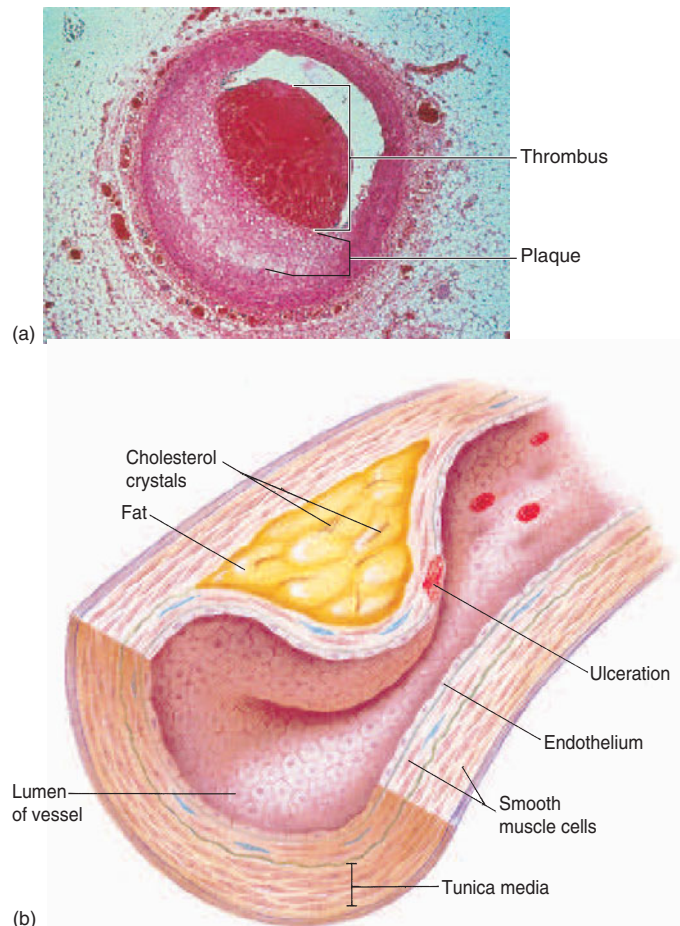 Thrombus
Plaque
(a)
Cholesterol
crystals
Fat
Ulceration
Endothelium
Lumen
of vessel
Smooth
muscle cells
Tunica media
(b)